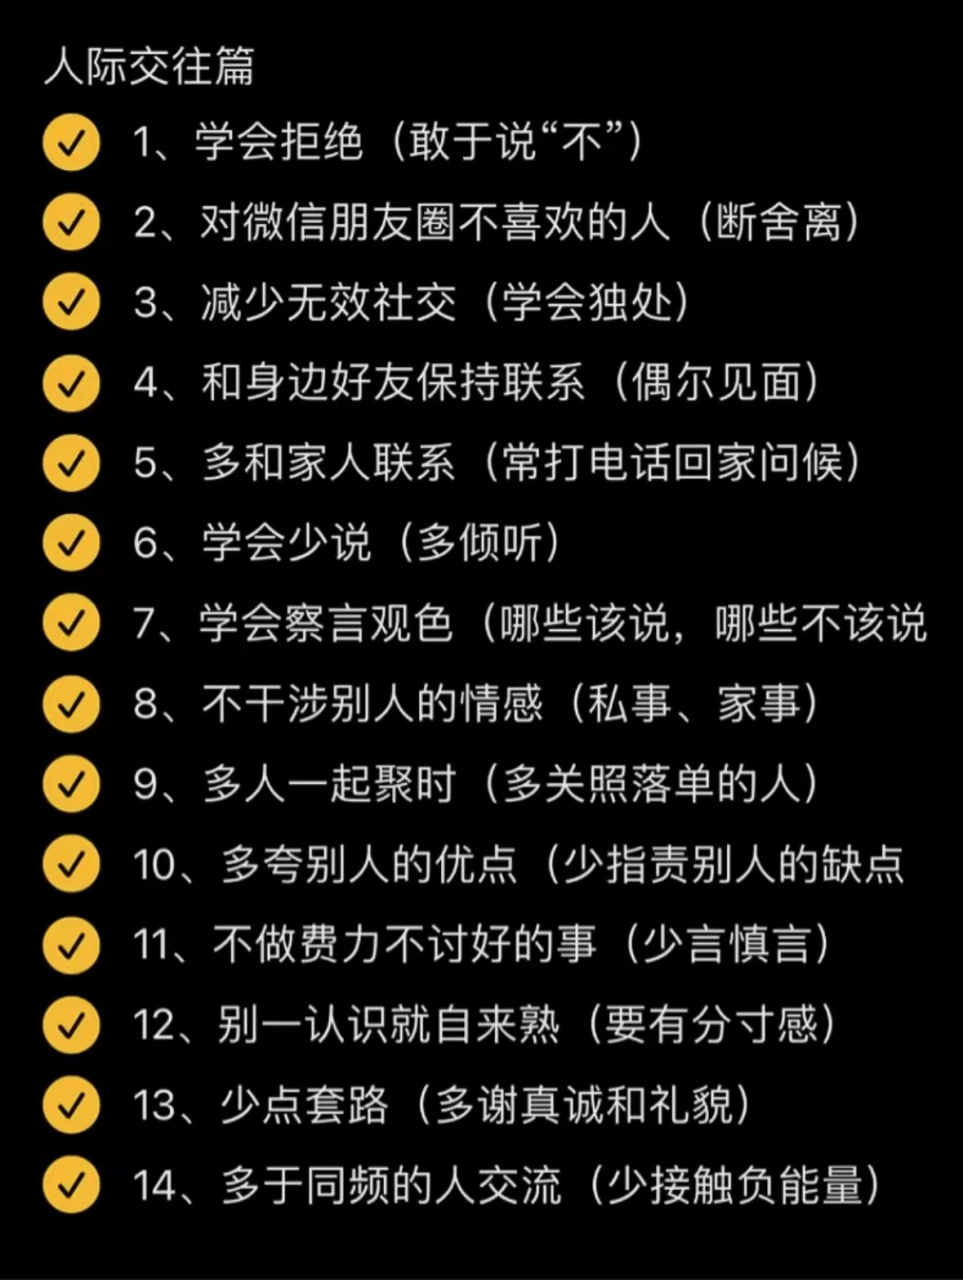 人际交往篇
1、学会拒绝（敢于说“不”）
2、对微信朋友圈不喜欢的人（断舍离）
3、减少无效社交（学会独处）
4、和身边好友保持联系（偶尔见面）
5、多和家人联系（常打电话回家问候）
6、学会少说（多倾听）
7、学会察言观色（哪些该说，哪些不该说
8、不干涉别人的情感（私事、家事）
9、多人一起聚时（多关照落单的人）
10、多夸别人的优点（少指责别人的缺点
11、不做费力不讨好的事（少言慎言）
12、别一认识就自来熟（要有分寸感）
13、少点套路（多谢真诚和礼貌）
14、多于同频的人交流（少接触负能量）